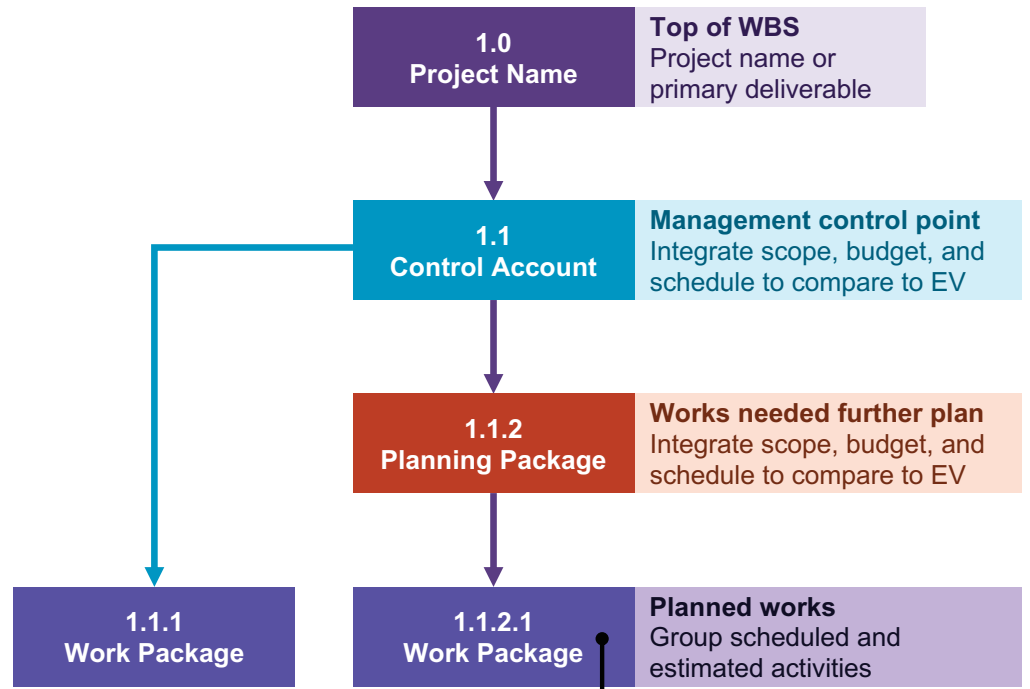 1.0
Project Name
Top of WBS
Project name or
primary deliverable
1.1
Control Account
Management control point
Integrate scope, budget, and
schedule to compare to EV
1.1.2
Planning Package
Works needed further plan
Integrate scope, budget, and
schedule to compare to EV
1.1.1
Work Package
1.1.2.1
Work Package
Planned works
Group scheduled and
estimated activities